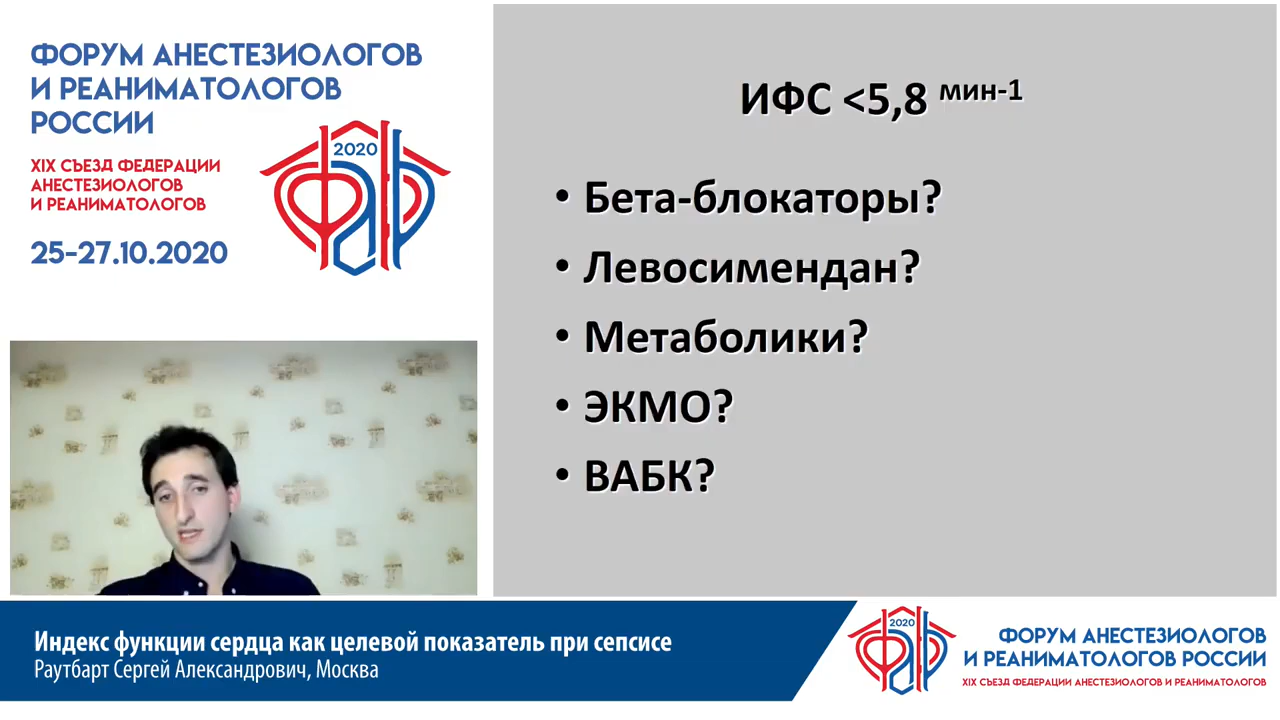 ФОРУМ АНЕСТЕЗИОЛОГОВ
И РЕАНИМАТОЛОГОВ
РОССИИ
XIX СЪЕЗД ФЕДЕРАЦИИ
АНЕСТЕЗИОЛОГОВ
И РЕАНИМАТОЛОГОВ
25-27.10.2020
2020
ФАР
ИФС <5,8 мин-1
• Бета-блокаторы?
• Левосимендан?
• Метаболики?
• ЭКМО?
• ВАБК?
Индекс функции сердца как целевой показатель при сепсисе
Раутбарт Сергей Александрович, Москва
2020
ФАР
ФОРУМ АНЕСТЕЗИОЛОГОВ
И РЕАНИМАТОЛОГОВ РОССИИ
XIX СЪЕЗД ФЕДЕРАЦИИ АНЕСТЕЗИОЛОГОВ И РЕАНИМАТОЛОГОВ